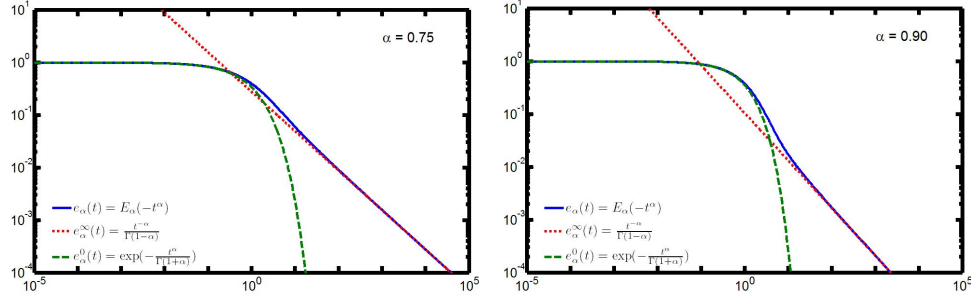 10^1
10^0
10^-1
10^-2
10^-3
10^-4
10^-5
10^0
10^5
α = 0.75
e_α(t) = E_α(−t^α)
e_α^∞(t) = t^−α / Γ(1−α)
e_α^0(t) = exp(− t^α / Γ(1+α))
10^1
10^0
10^-1
10^-2
10^-3
10^-4
10^-5
10^0
10^5
α = 0.90
e_α(t) = E_α(−t^α)
e_α^∞(t) = t^−α / Γ(1−α)
e_α^0(t) = exp(− t^α / Γ(1+α))